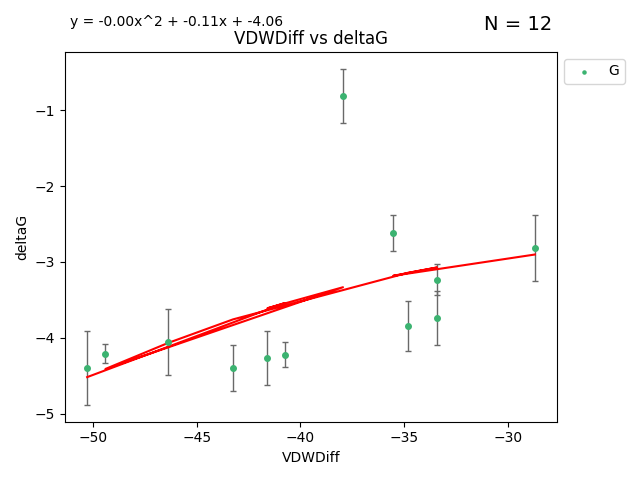 y = -0.00x^2 + -0.11x + -4.06
N = 12
VDWDiff vs deltaG
G
−1
−2
−3
−4
−5
deltaG
−50
−45
−40
−35
−30
VDWDiff